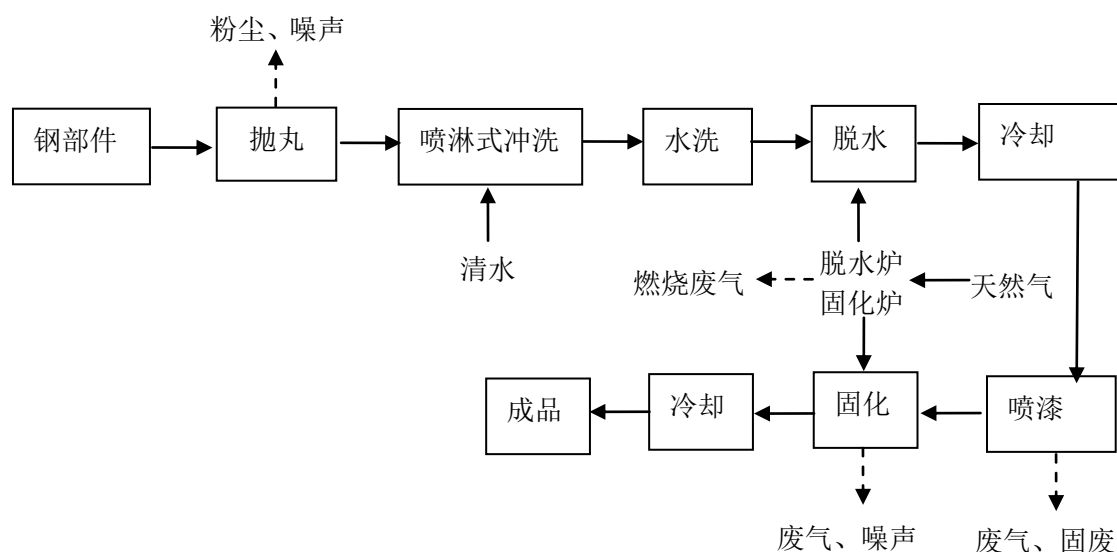 粉尘、噪声
钢部件
抛丸
喷淋式冲洗
水洗
脱水
冷却
清水
燃烧废气
脱水炉
固化炉
天然气
成品
冷却
固化
喷漆
废气、噪声
废气、固废